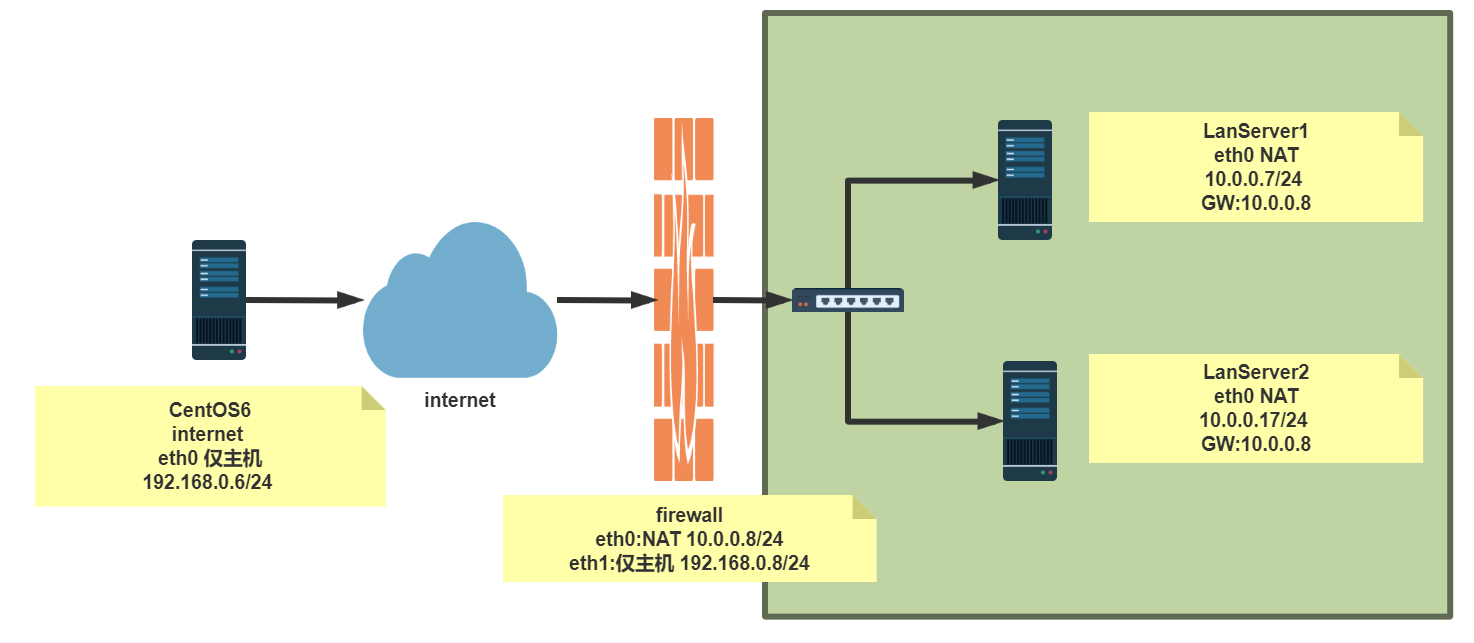 CentOS6
internet
eth0 仅主机
192.168.0.6/24
internet
firewall
eth0:NAT 10.0.0.8/24
eth1:仅主机 192.168.0.8/24
LanServer1
eth0 NAT
10.0.0.7/24
GW:10.0.0.8
LanServer2
eth0 NAT
10.0.0.17/24
GW:10.0.0.8